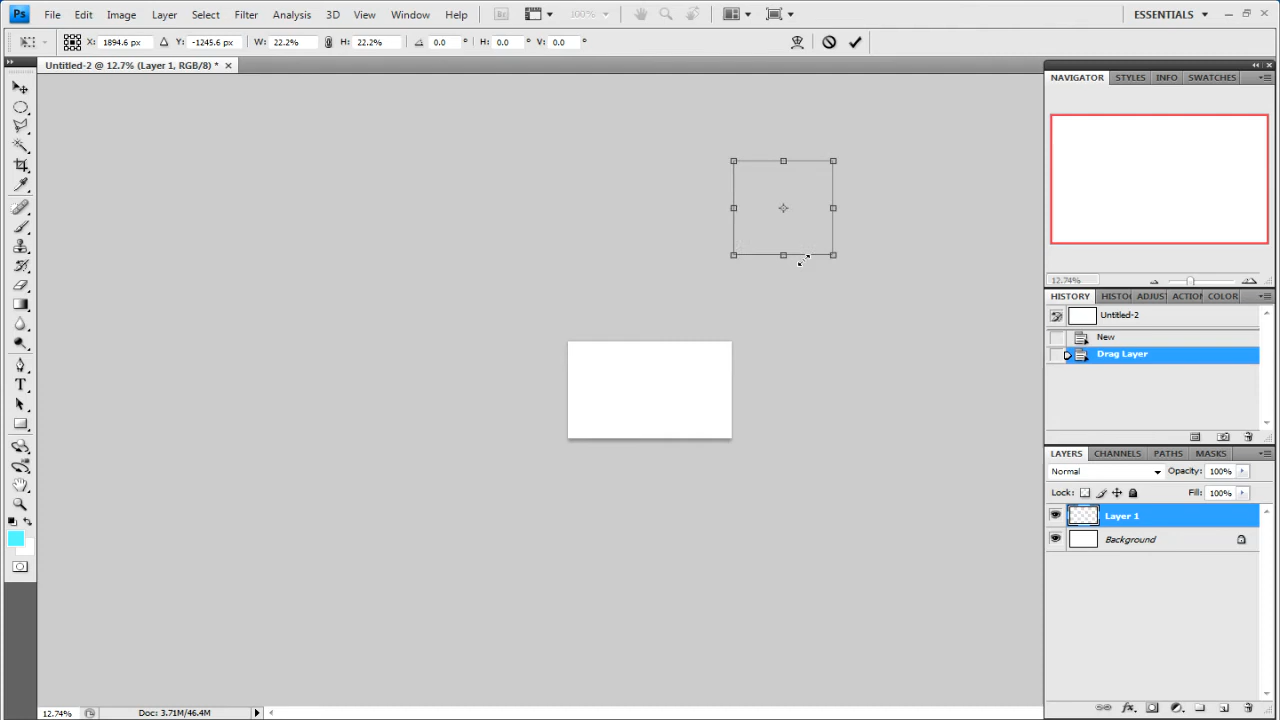 Ps File Edit Image Layer Select Filter Analysis 3D View Window Help Br 100% ESSENTIALS
X: 1894.6 px Y: -1245.6 px W: 22.2% H: 22.2% 0.0 ° H: 0.0 ° V: 0.0 °
Untitled-2 @ 12.7% (Layer 1, RGB/8) *
NAVIGATOR STYLES INFO SWATCHES
12.74%
HISTORY HISTO ADJUS ACTION COLOR
Untitled-2
New
Drag Layer
LAYERS CHANNELS PATHS MASKS
Normal Opacity: 100%
Lock: Fill: 100%
Layer 1
Background
12.74% Doc: 3.71M/46.4M